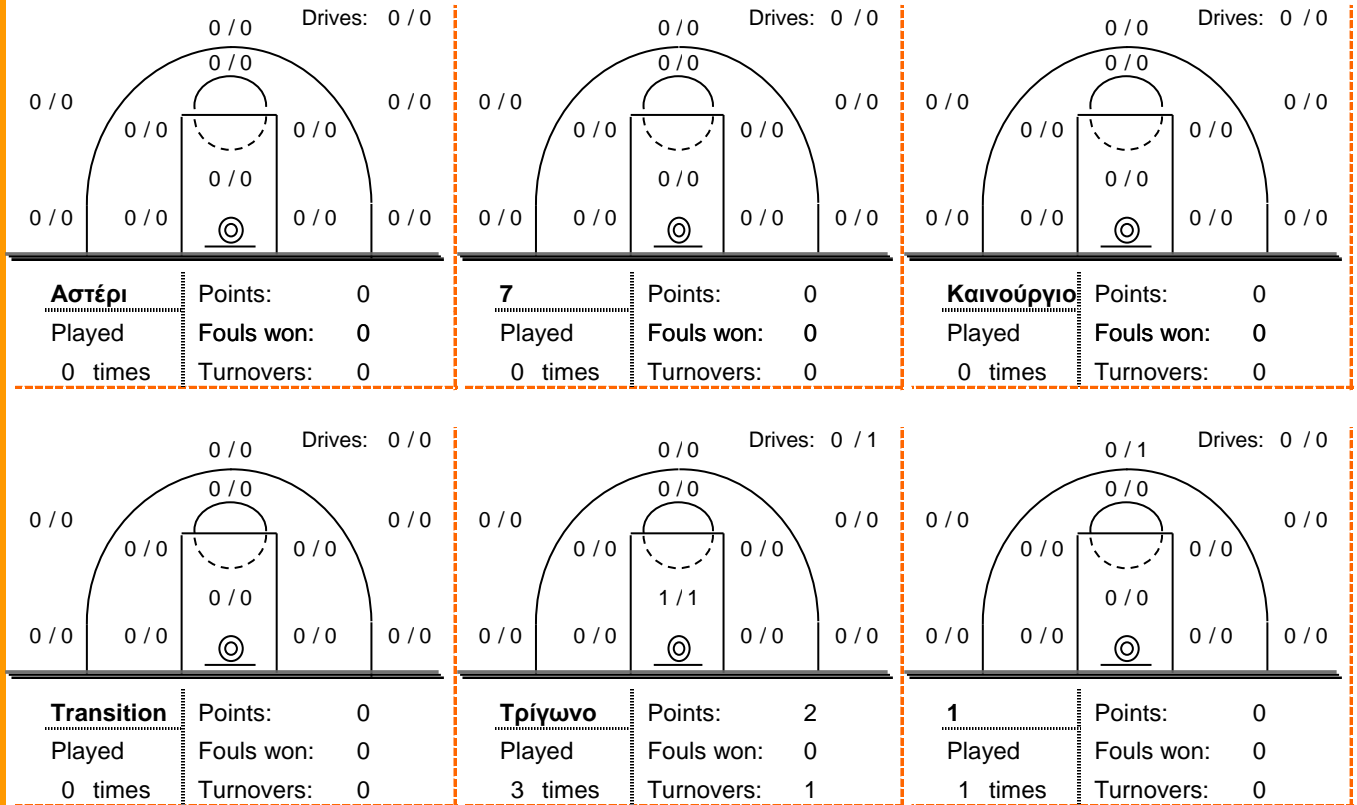 0 / 0 Drives: 0 / 0
0 / 0
0 / 0 0 / 0
0 / 0 0 / 0
0 / 0
0 / 0 0 / 0 0 / 0 0 / 0
Αστέρι Points: 0
Played Fouls won: 0
0 times Turnovers: 0
0 / 0 Drives: 0 / 0
0 / 0
0 / 0 0 / 0
0 / 0 0 / 0
0 / 0
0 / 0 0 / 0 0 / 0 0 / 0
7 Points: 0
Played Fouls won: 0
0 times Turnovers: 0
0 / 0 Drives: 0 / 0
0 / 0
0 / 0 0 / 0
0 / 0 0 / 0
0 / 0
0 / 0 0 / 0 0 / 0 0 / 0
Καινούργιο Points: 0
Played Fouls won: 0
0 times Turnovers: 0
0 / 0 Drives: 0 / 0
0 / 0
0 / 0 0 / 0
0 / 0 0 / 0
0 / 0
0 / 0 0 / 0 0 / 0 0 / 0
Transition Points: 0
Played Fouls won: 0
0 times Turnovers: 0
0 / 0 Drives: 0 / 1
0 / 0
0 / 0 0 / 0
0 / 0 0 / 0
1 / 1
0 / 0 0 / 0 0 / 0 0 / 0
Τρίγωνο Points: 2
Played Fouls won: 0
3 times Turnovers: 1
0 / 1 Drives: 0 / 0
0 / 0
0 / 0 0 / 0
0 / 0 0 / 0
0 / 0
0 / 0 0 / 0 0 / 0 0 / 0
1 Points: 0
Played Fouls won: 0
1 times Turnovers: 0